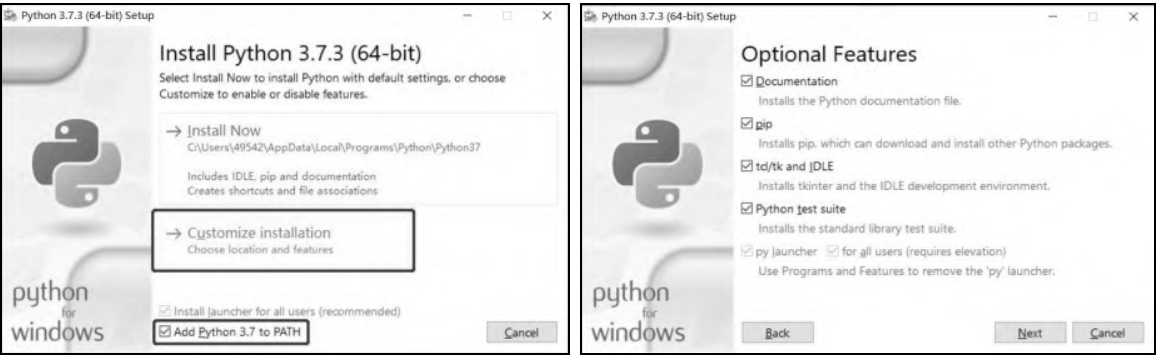 Python 3.7.3 (64-bit) Setup
Install Python 3.7.3 (64-bit)
Select Install Now to install Python with default settings, or choose
Customize to enable or disable features.
Install Now
C:\Users\49542\AppData\Local\Programs\Python\Python37
Includes IDLE, pip and documentation
Creates shortcuts and file associations
Customize installation
Choose location and features
Install launcher for all users (recommended)
Add Python 3.7 to PATH
Cancel
python
for
windows
Python 3.7.3 (64-bit) Setup
Optional Features
Documentation
Installs the Python documentation file.
pip
Installs pip, which can download and install other Python packages.
tcl/tk and IDLE
Installs tkinter and the IDLE development environment.
Python test suite
Installs the standard library test suite.
py launcher for all users (requires elevation)
Use Programs and Features to remove the 'py' launcher.
python
for
windows
Back
Next
Cancel